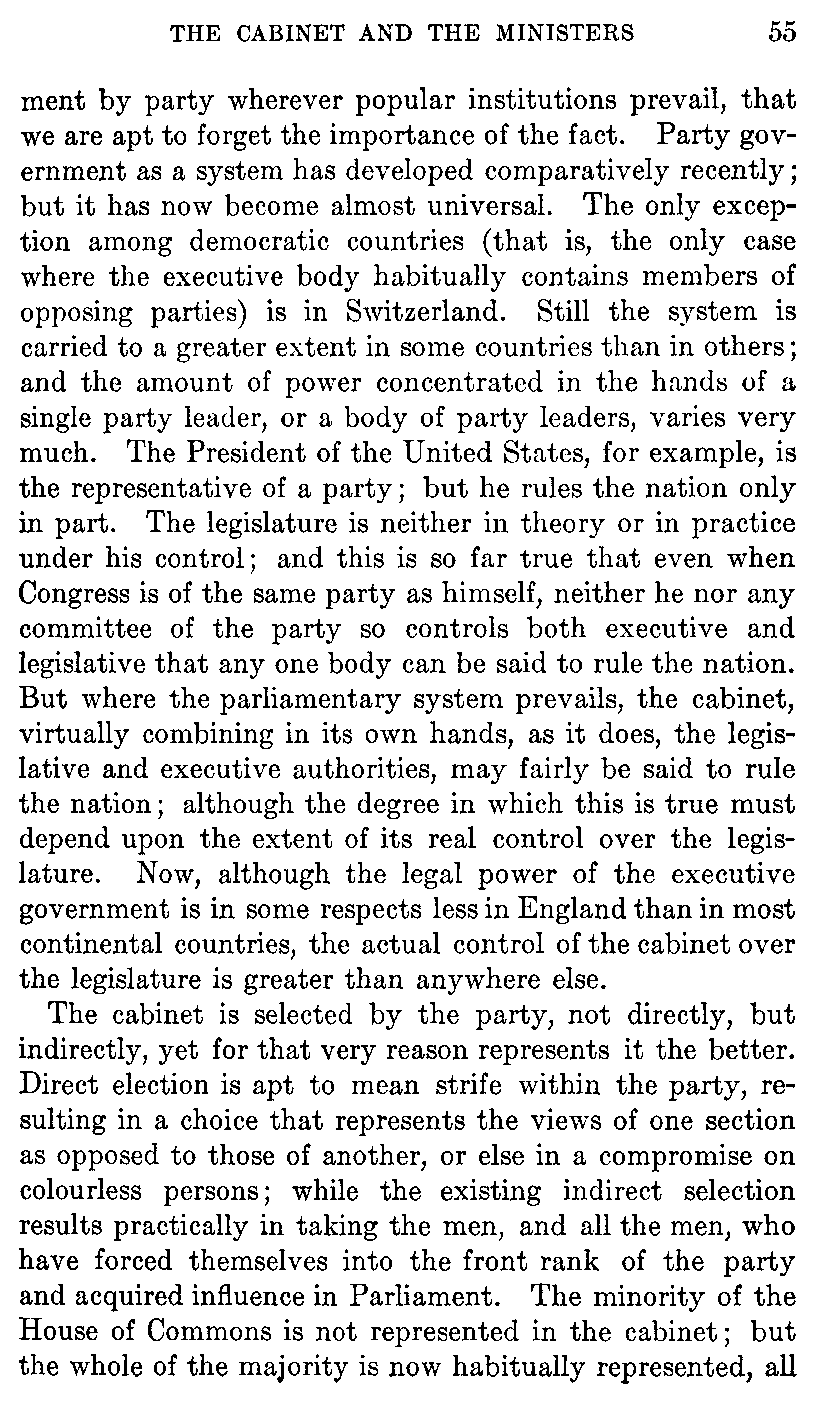 THE CABINET AND THE MINISTERS 55
ment by party wherever popular institutions prevail, that
we are apt to forget the importance of the fact. Party gov-
ernment as a system has developed comparatively recently;
but it has now become almost universal. The only excep-
tion among democratic countries (that is, the only case
where the executive body habitually contains members of
opposing parties) is in Switzerland. Still the system is
carried to a greater extent in some countries than in others;
and the amount of power concentrated in the hands of a
single party leader, or a body of party leaders, varies very
much. The President of the United States, for example, is
the representative of a party; but he rules the nation only
in part. The legislature is neither in theory or in practice
under his control; and this is so far true that even when
Congress is of the same party as himself, neither he nor any
committee of the party so controls both executive and
legislative that any one body can be said to rule the nation.
But where the parliamentary system prevails, the cabinet,
virtually combining in its own hands, as it does, the legis-
lative and executive authorities, may fairly be said to rule
the nation; although the degree in which this is true must
depend upon the extent of its real control over the legis-
lature. Now, although the legal power of the executive
government is in some respects less in England than in most
continental countries, the actual control of the cabinet over
the legislature is greater than anywhere else.
The cabinet is selected by the party, not directly, but
indirectly, yet for that very reason represents it the better.
Direct election is apt to mean strife within the party, re-
sulting in a choice that represents the views of one section
as opposed to those of another, or else in a compromise on
colourless persons; while the existing indirect selection
results practically in taking the men, and all the men, who
have forced themselves into the front rank of the party
and acquired influence in Parliament. The minority of the
House of Commons is not represented in the cabinet; but
the whole of the majority is now habitually represented, all